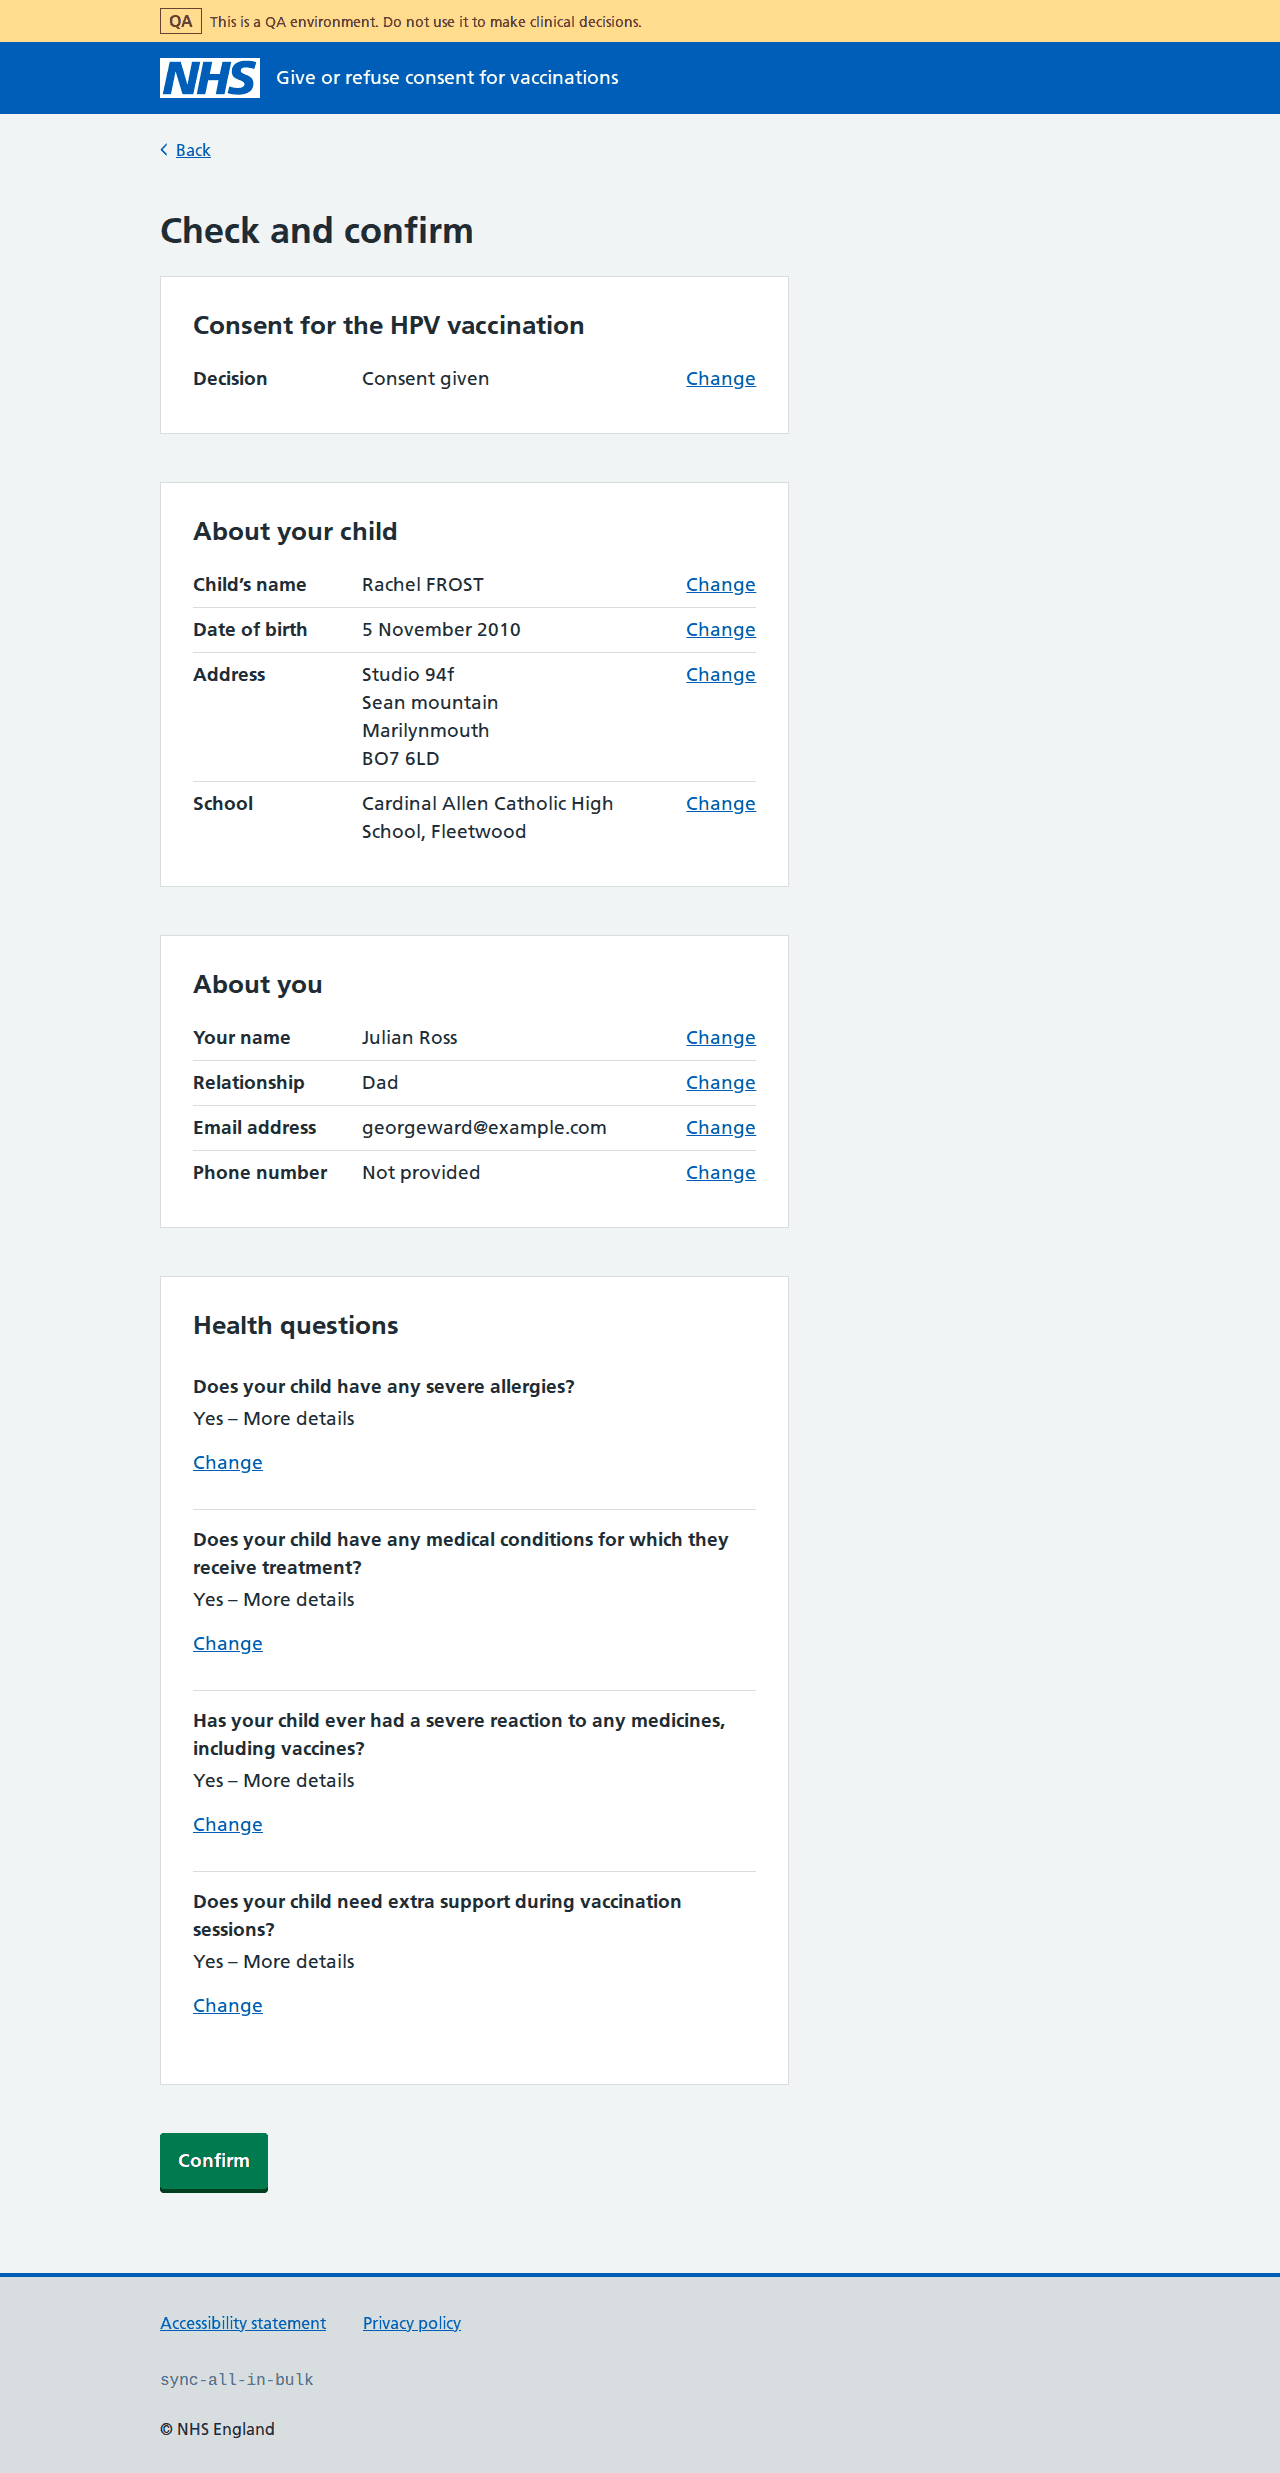 QA This is a QA environment. Do not use it to make clinical decisions.
NHS Give or refuse consent for vaccinations
Back
Check and confirm
Consent for the HPV vaccination
Decision Consent given Change
About your child
Child’s name Rachel FROST Change
Date of birth 5 November 2010 Change
Address Studio 94f Change
Sean mountain
Marilynmouth
BO7 6LD
School Cardinal Allen Catholic High Change
School, Fleetwood
About you
Your name Julian Ross Change
Relationship Dad Change
Email address georgeward@example.com Change
Phone number Not provided Change
Health questions
Does your child have any severe allergies?
Yes – More details
Change
Does your child have any medical conditions for which they
receive treatment?
Yes – More details
Change
Has your child ever had a severe reaction to any medicines,
including vaccines?
Yes – More details
Change
Does your child need extra support during vaccination
sessions?
Yes – More details
Change
Confirm
Accessibility statement Privacy policy
sync-all-in-bulk
© NHS England